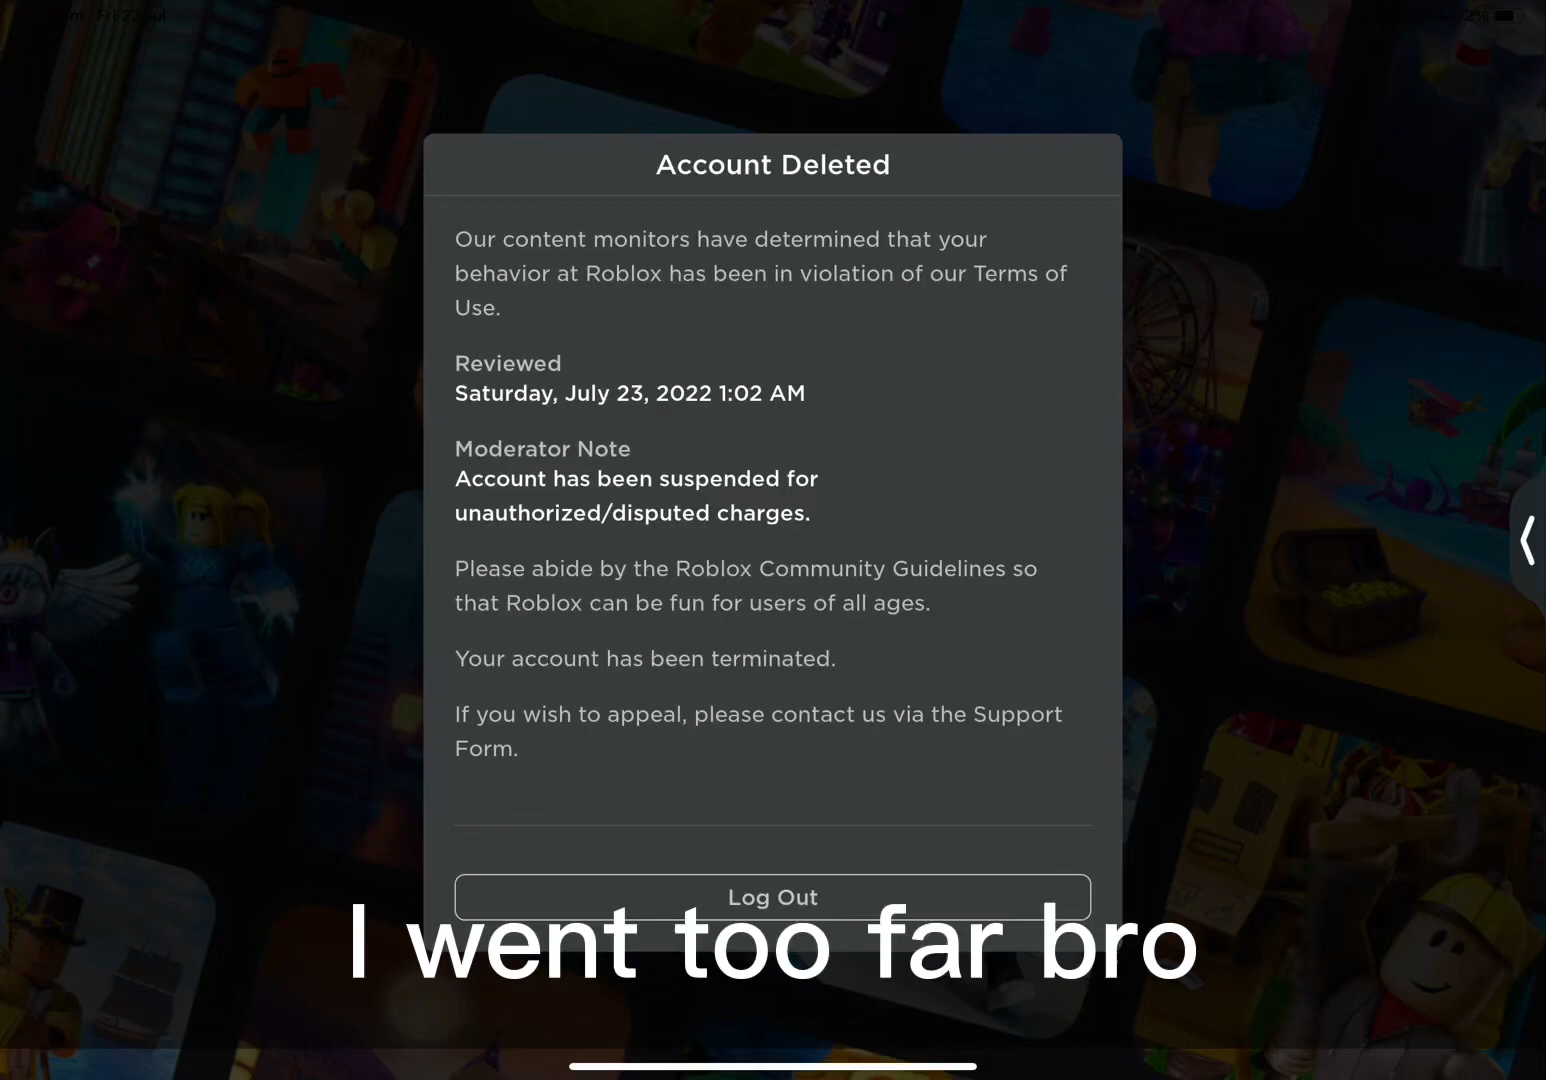 Fri 22 Jul
2%
Account Deleted
Our content monitors have determined that your
behavior at Roblox has been in violation of our Terms of
Use.
Reviewed
Saturday, July 23, 2022 1:02 AM
Moderator Note
Account has been suspended for
unauthorized/disputed charges.
Please abide by the Roblox Community Guidelines so
that Roblox can be fun for users of all ages.
Your account has been terminated.
If you wish to appeal, please contact us via the Support
Form.
Log Out
I went too far bro